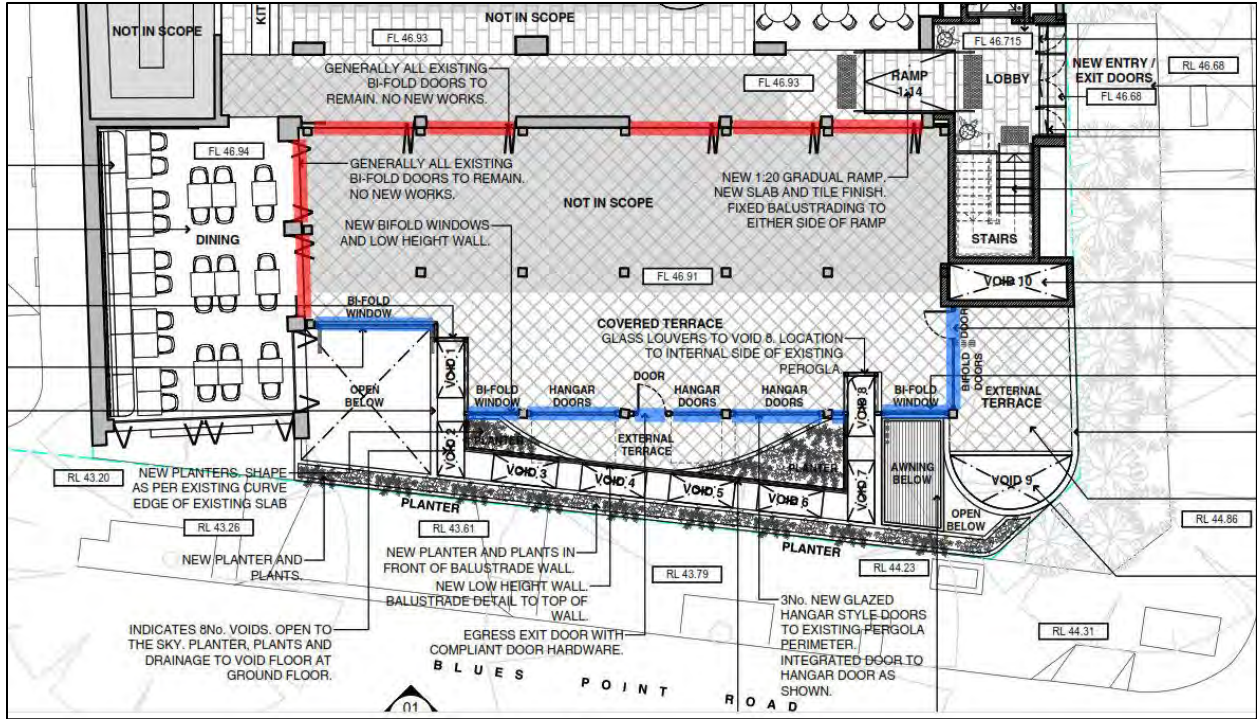 NOT IN SCOPE
KIT
NOT IN SCOPE
FL 46.93
FL 46.715
LOBBY
NEW ENTRY /
EXIT DOORS
RL 46.68
FL 46.68
GENERALLY ALL EXISTING
BI-FOLD DOORS TO
REMAIN. NO NEW WORKS.
FL 46.93
RAMP
1:14
FL 46.94
GENERALLY ALL EXISTING
BI-FOLD DOORS TO REMAIN.
NO NEW WORKS.
NEW 1:20 GRADUAL RAMP.
NEW SLAB AND TILE FINISH.
FIXED BALUSTRADING TO
EITHER SIDE OF RAMP
NOT IN SCOPE
NEW BIFOLD WINDOWS
AND LOW HEIGHT WALL.
DINING
STAIRS
FL 46.91
VOID 10
BI-FOLD
WINDOW
COVERED TERRACE
GLASS LOUVERS TO VOID 8. LOCATION
TO INTERNAL SIDE OF EXISTING
PEROGLA.
DOOR
BIFOLD
DOORS
VOID 1
OPEN
BELOW
BI-FOLD
WINDOW
HANGAR
DOORS
DOOR
HANGAR
DOORS
HANGAR
DOORS
VOID 8
BI-FOLD
WINDOW
EXTERNAL
TERRACE
PLANTER
EXTERNAL
TERRACE
PLANTER
VOID 2
VOID 3
VOID 4
VOID 5
VOID 6
VOID 7
AWNING
BELOW
VOID 9
OPEN
BELOW
RL 43.20
NEW PLANTERS. SHAPE
AS PER EXISTING CURVE
EDGE OF EXISTING SLAB
PLANTER
RL 43.26
RL 43.61
RL 44.86
PLANTER
NEW PLANTER AND
PLANTS.
NEW PLANTER AND PLANTS IN
FRONT OF BALUSTRADE WALL.
NEW LOW HEIGHT WALL.
BALUSTRADE DETAIL TO TOP OF
WALL.
RL 43.79
RL 44.23
3No. NEW GLAZED
HANGAR STYLE DOORS
TO EXISTING PERGOLA
PERIMETER.
INTEGRATED DOOR TO
HANGAR DOOR AS
SHOWN.
RL 44.31
INDICATES 8No. VOIDS. OPEN TO
THE SKY. PLANTER, PLANTS AND
DRAINAGE TO VOID FLOOR AT
GROUND FLOOR.
EGRESS EXIT DOOR WITH
COMPLIANT DOOR HARDWARE.
BLUES POINT ROAD
01